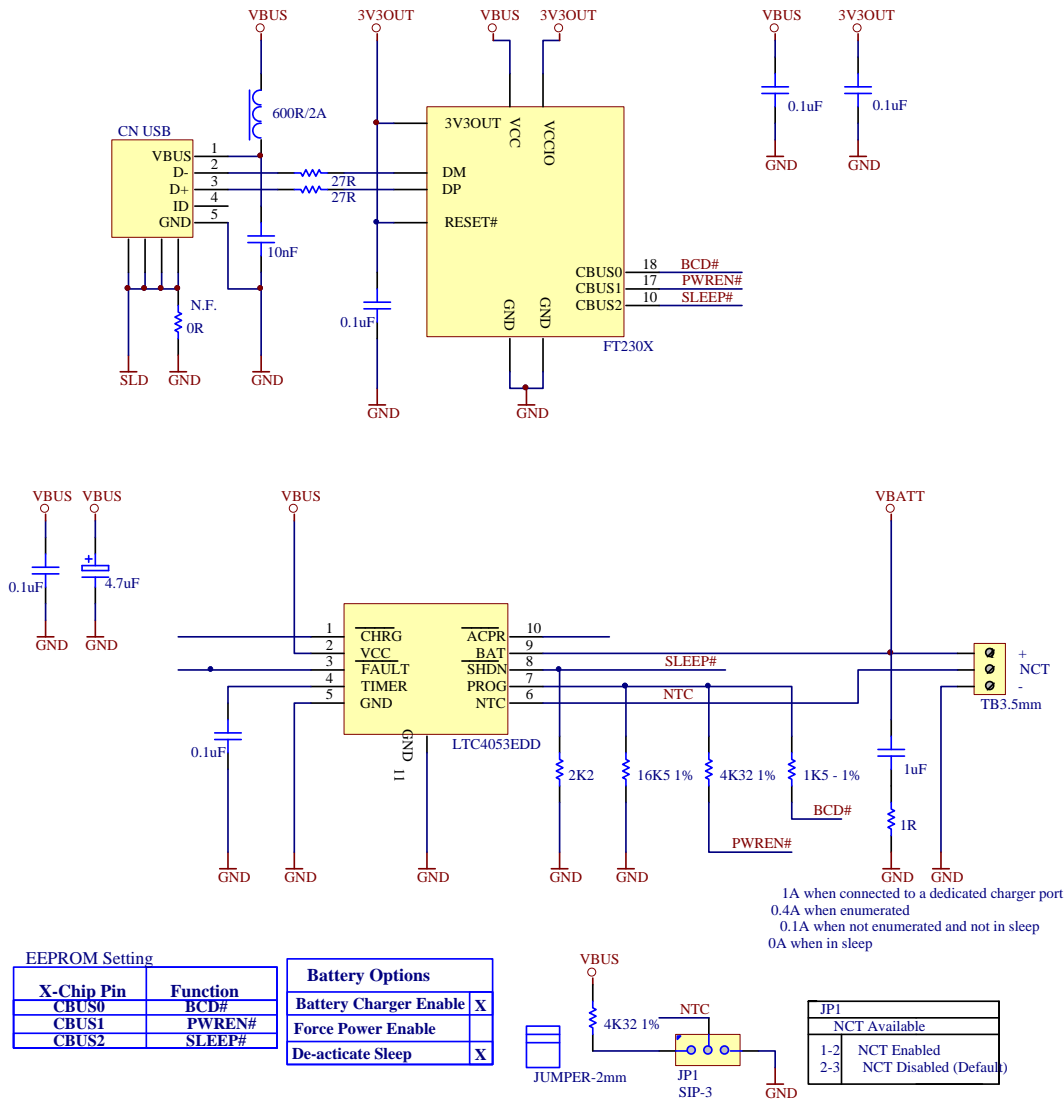 VBUS
3V3OUT
VBUS
3V3OUT
VBUS
3V3OUT
600R/2A
0.1uF
0.1uF
GND
GND
CN USB
VBUS 1
D- 2
D+ 3
ID 4
GND 5
27R
27R
10nF
N.F.
0R
SLD
GND
GND
0.1uF
GND
3V3OUT
VCC
VCCIO
DM
DP
RESET#
CBUS0 18 BCD#
CBUS1 17 PWREN#
CBUS2 10 SLEEP#
GND
GND
FT230X
GND
VBUS
VBUS
VBUS
VBATT
0.1uF
4.7uF
GND
GND
1 CHRG
2 VCC
3 FAULT
4 TIMER
5 GND
ACPR 10
BAT 9
SHDN 8
PROG 7
NTC 6
GND
11
LTC4053EDD
SLEEP#
NTC
+
NCT
-
TB3.5mm
0.1uF
2K2
16K5 1%
4K32 1%
1K5 - 1%
1uF
1R
BCD#
PWREN#
GND
GND
GND
GND
GND
GND
GND
1A when connected to a dedicated charger port
0.4A when enumerated
0.1A when not enumerated and not in sleep
0A when in sleep
EEPROM Setting
X-Chip Pin Function
CBUS0 BCD#
CBUS1 PWREN#
CBUS2 SLEEP#
Battery Options
Battery Charger Enable X
Force Power Enable
De-acticate Sleep X
VBUS
4K32 1%
NTC
JUMPER-2mm
JP1
SIP-3
GND
JP1
NCT Available
1-2 NCT Enabled
2-3 NCT Disabled (Default)